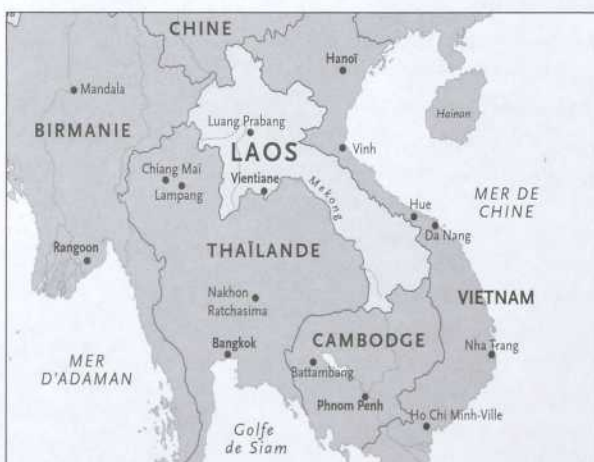 CHINE
Hanoï
Mandala
Hainan
Luang Prabang
BIRMANIE
LAOS
Vinh
Chiang Maï
Vientiane
Lampang
Mekong
MER DE
CHINE
Hue
Da Nang
Rangoon
THAÏLANDE
Nakhon
Ratchasima
VIETNAM
CAMBODGE
Bangkok
Nha Trang
MER
D'ADAMAN
Battambang
Phnom Penh
Ho Chi Minh-Ville
Golfe
de Siam